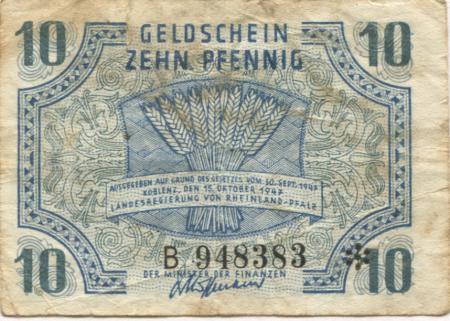 10 GELDSCHEIN 10
ZEHN PFENNIG
AUSGEGEBEN AUF GRUND DES GESETZES VOM 30. SEPT. 1947
KOBLENZ, DEN 15. OKTOBER 1947
LANDESREGIERUNG VON RHEINLAND-PFALZ
B 948383
10 DER MINISTER DER FINANZEN 10